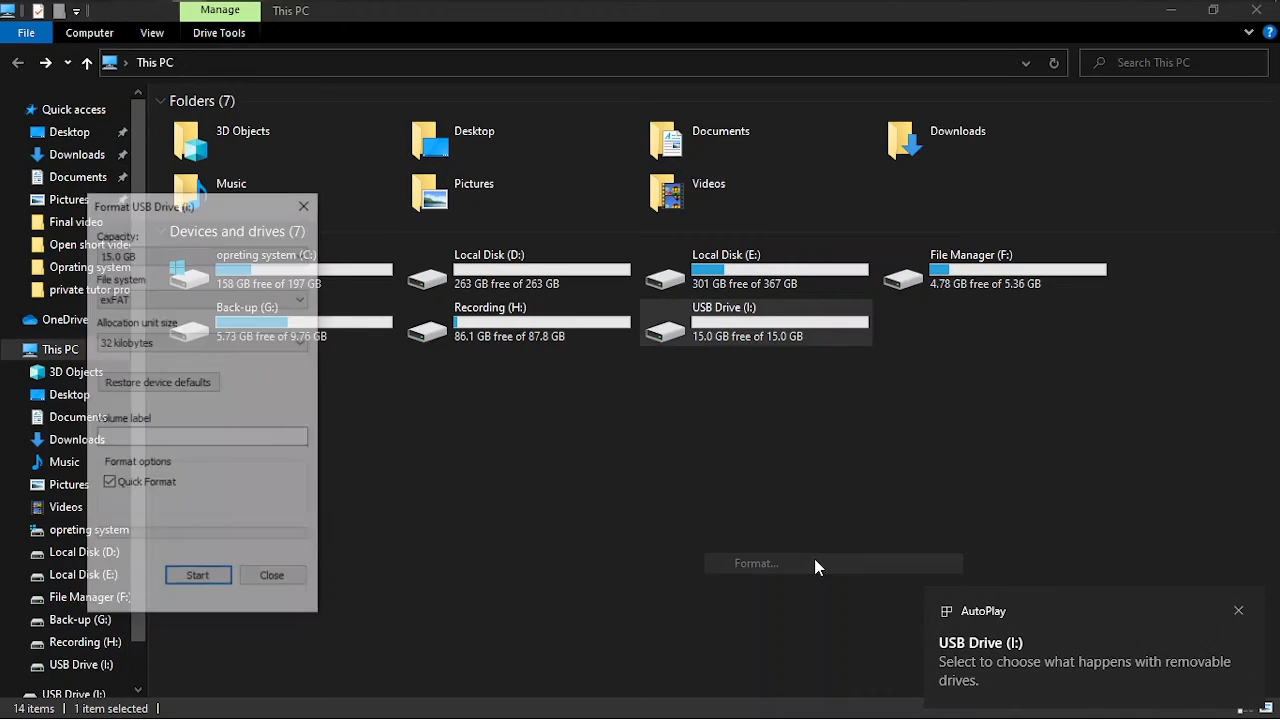 Manage
This PC
File
Computer
View
Drive Tools
This PC
Search This PC
Quick access
Desktop
Downloads
Documents
Pictures
Final video
Open short vide
Oprating system
private tutor pro
OneDrive
This PC
3D Objects
Desktop
Documents
Downloads
Music
Pictures
Videos
opreting system
Local Disk (D:)
Local Disk (E:)
File Manager (F:)
Back-up (G:)
Recording (H:)
USB Drive (I:)
USB Drive (I:)
Folders (7)
3D Objects
Desktop
Documents
Downloads
Music
Pictures
Videos
Devices and drives (7)
opreting system (C:)
158 GB free of 197 GB
Local Disk (D:)
263 GB free of 263 GB
Local Disk (E:)
301 GB free of 367 GB
File Manager (F:)
4.78 GB free of 5.36 GB
Back-up (G:)
5.73 GB free of 9.76 GB
Recording (H:)
86.1 GB free of 87.8 GB
USB Drive (I:)
15.0 GB free of 15.0 GB
Format USB Drive (I:)
Capacity:
15.0 GB
File system
exFAT
Allocation unit size
32 kilobytes
Restore device defaults
Volume label
Format options
Quick Format
Start
Close
Format...
AutoPlay
USB Drive (I:)
Select to choose what happens with removable
drives.
14 items
1 item selected